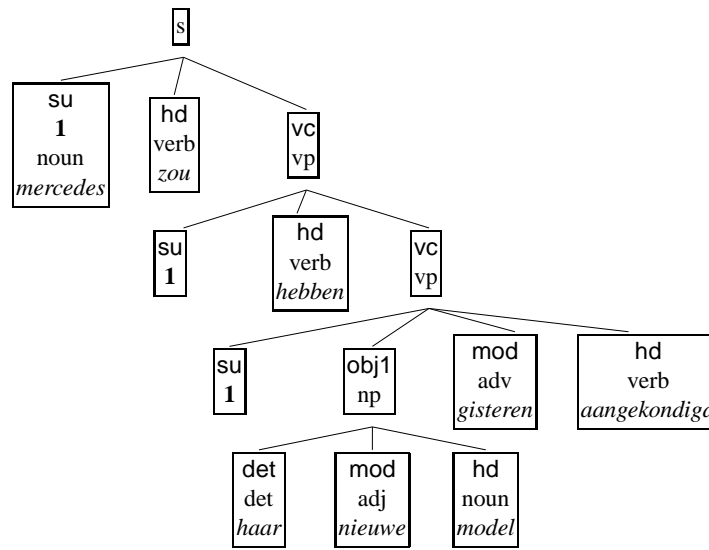 s
su hd vc
1 verb vp
noun zou
mercedes
su hd vc
1 verb vp
hebben
su obj1 mod hd
1 np adv verb
gisteren aangekondigd
det mod hd
det adj noun
haar nieuwe model